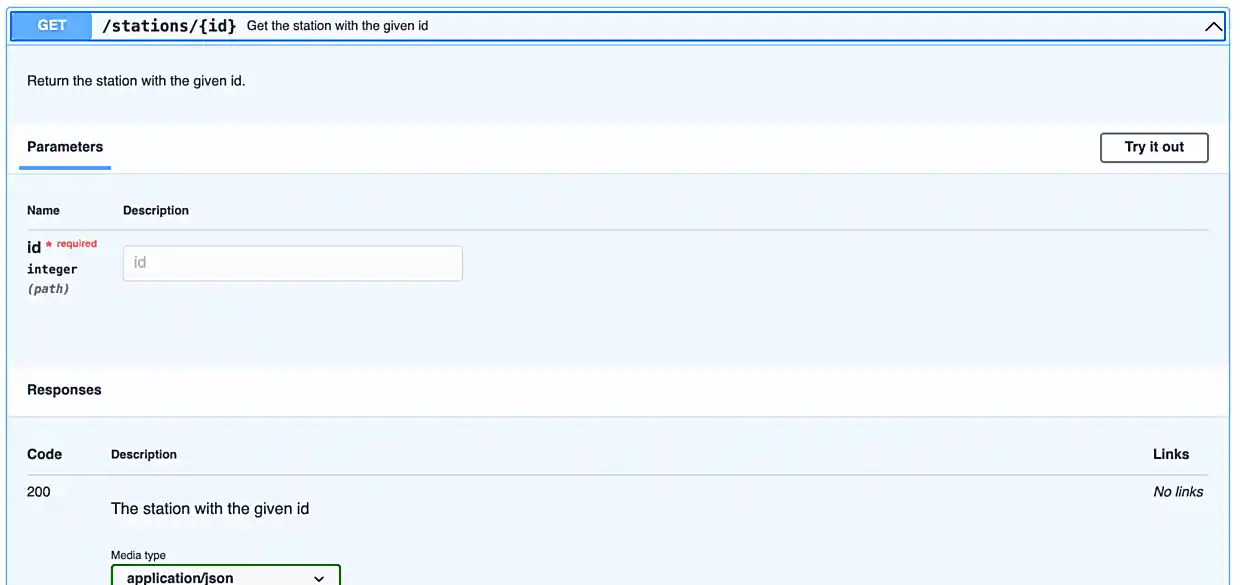 GET /stations/{id} Get the station with the given id
Return the station with the given id.
Parameters
Try it out
Name Description
id * required
integer
(path)
id
Responses
Code Description Links
200 No links
The station with the given id
Media type
application/json